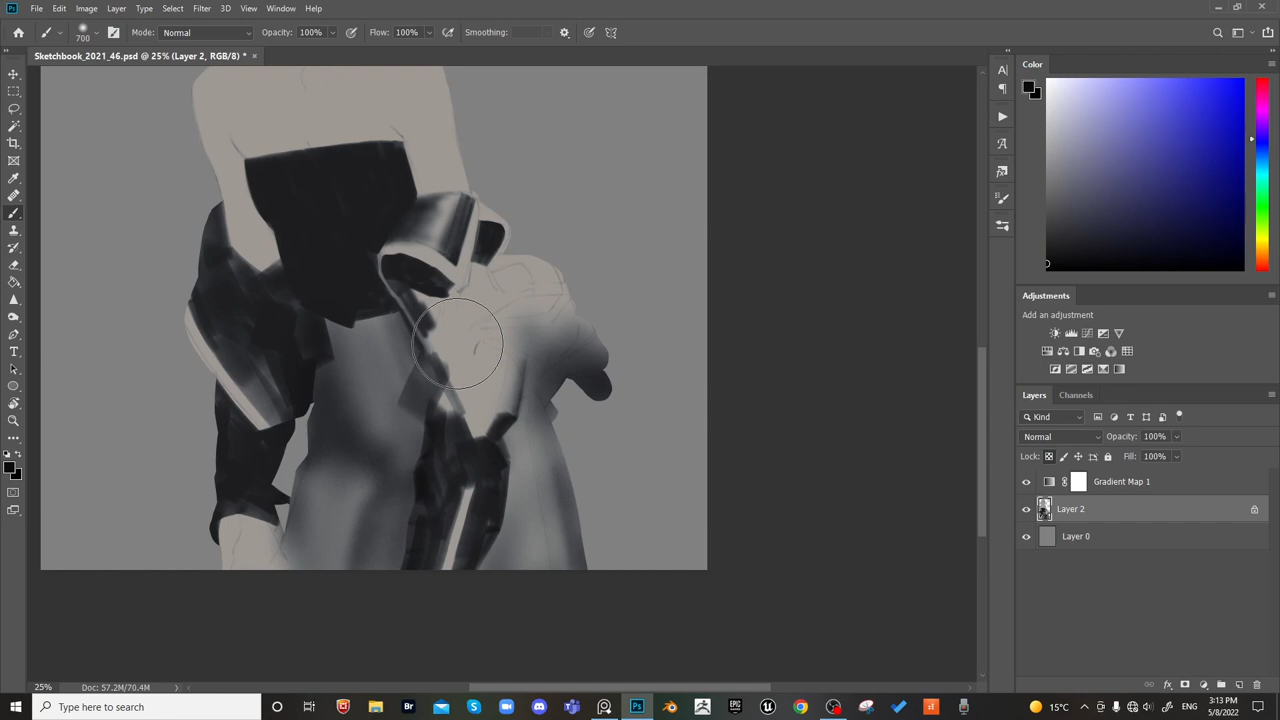 Ps File Edit Image Layer Type Select Filter 3D View Window Help
700 Mode: Normal Opacity: 100% Flow: 100% Smoothing:
Sketchbook_2021_46.psd @ 25% (Layer 2, RGB/8) * ×
Color
Adjustments
Add an adjustment
Layers Channels
Kind
Normal Opacity: 100%
Lock: Fill: 100%
Gradient Map 1
Layer 2
Layer 0
25% Doc: 57.2M/70.4M
Type here to search
Br
Ps
15°C
3:13 PM
5/8/2022